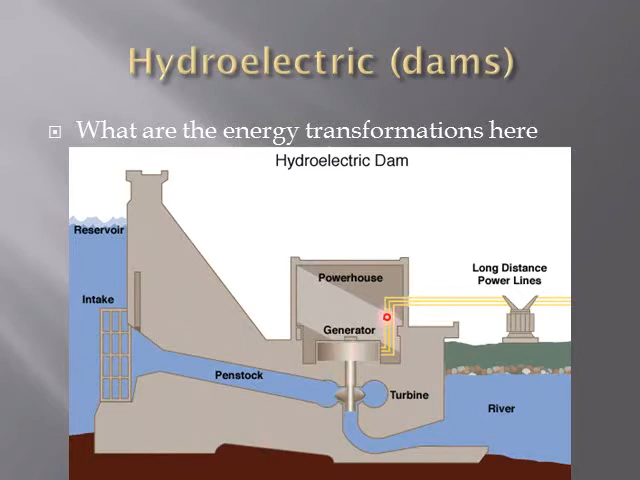 Hydroelectric (dams)
What are the energy transformations here
Hydroelectric Dam
Reservoir
Intake
Powerhouse
Long Distance
Power Lines
Generator
Penstock
Turbine
River